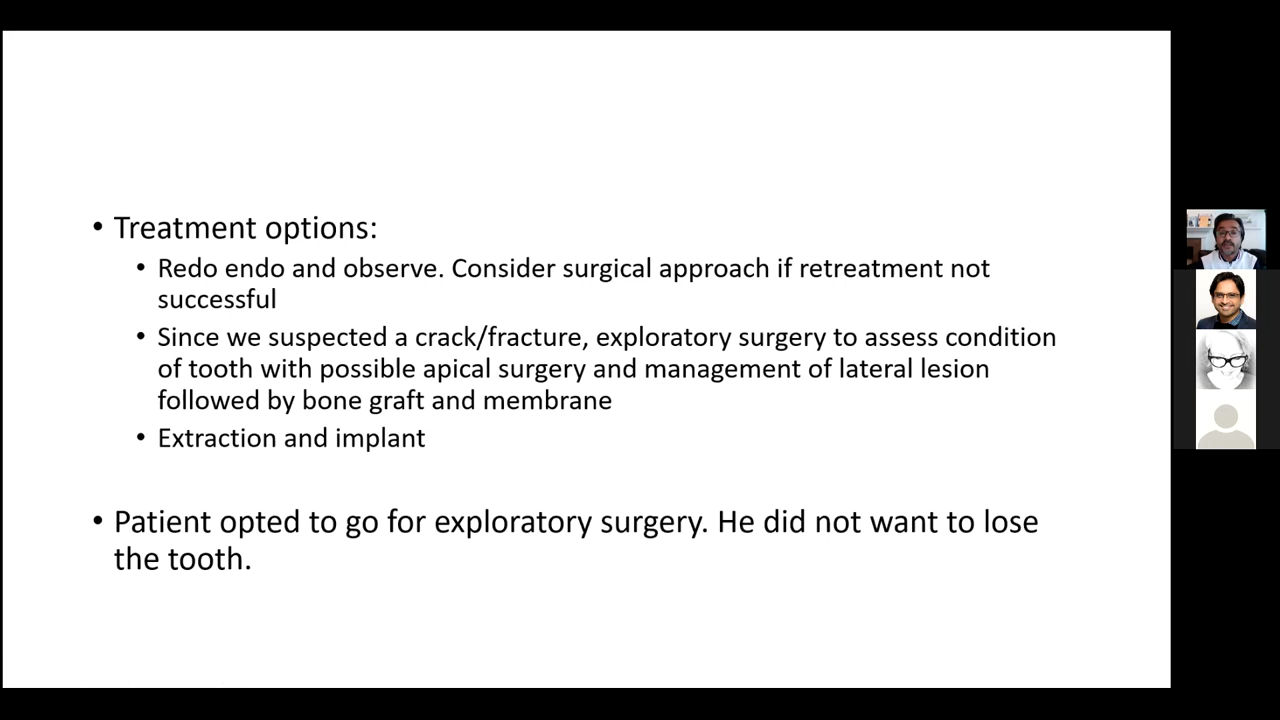 • Treatment options:
• Redo endo and observe. Consider surgical approach if retreatment not
successful
• Since we suspected a crack/fracture, exploratory surgery to assess condition
of tooth with possible apical surgery and management of lateral lesion
followed by bone graft and membrane
• Extraction and implant
• Patient opted to go for exploratory surgery. He did not want to lose
the tooth.